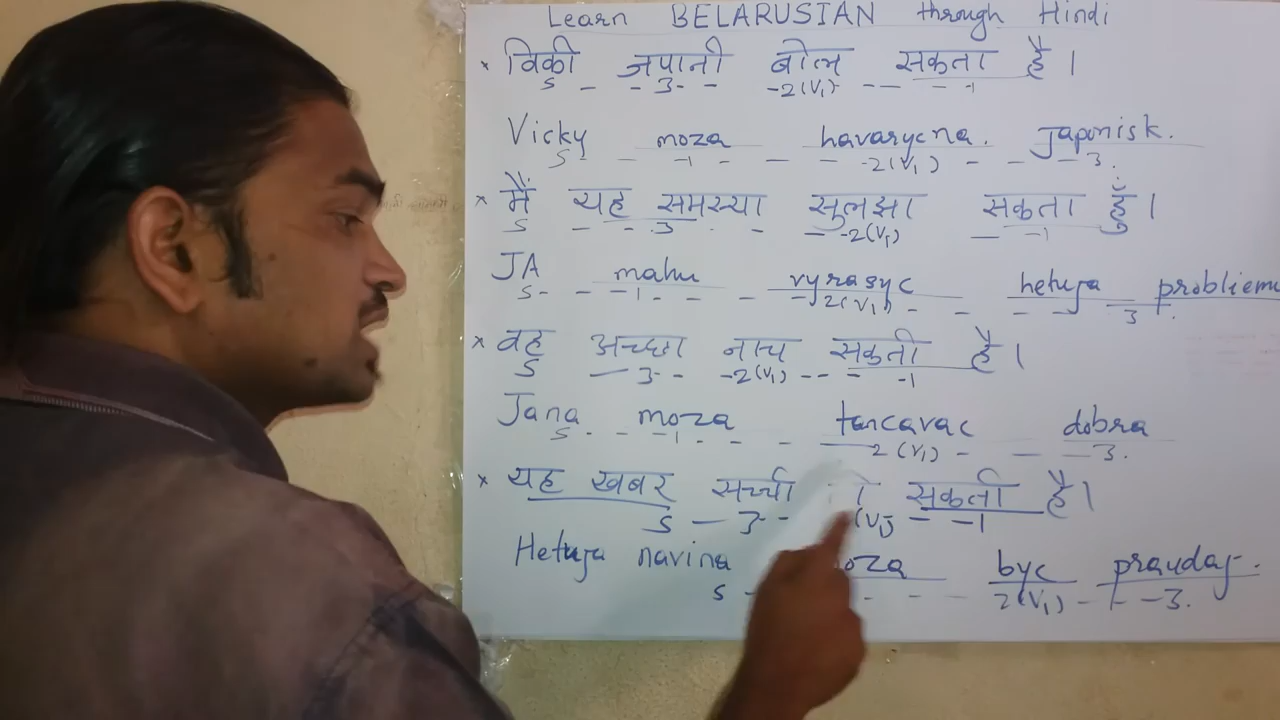 Learn BELARUSIAN through Hindi
× विकी जपानी बोल सकता है।
S 3 2(V1) 1
Vicky moza havarycna. Japonisk.
S 1 2(V1) 3.
× मैं यह समस्या सुलझा सकता हूँ।
S 3 2(V1) 1
JA mahu vyrasyc hetuja probliemu
S 1 2(V1) 3.
× वह अच्छा नाच सकती है।
S 3 2(V1) 1
Jana moza tancavac dobra
S 1 2(V1) 3.
× यह खबर सच्ची सकती है।
S 3 (V1) 1
Hetuja navina byc praudaj.
S 2(V1) 3.